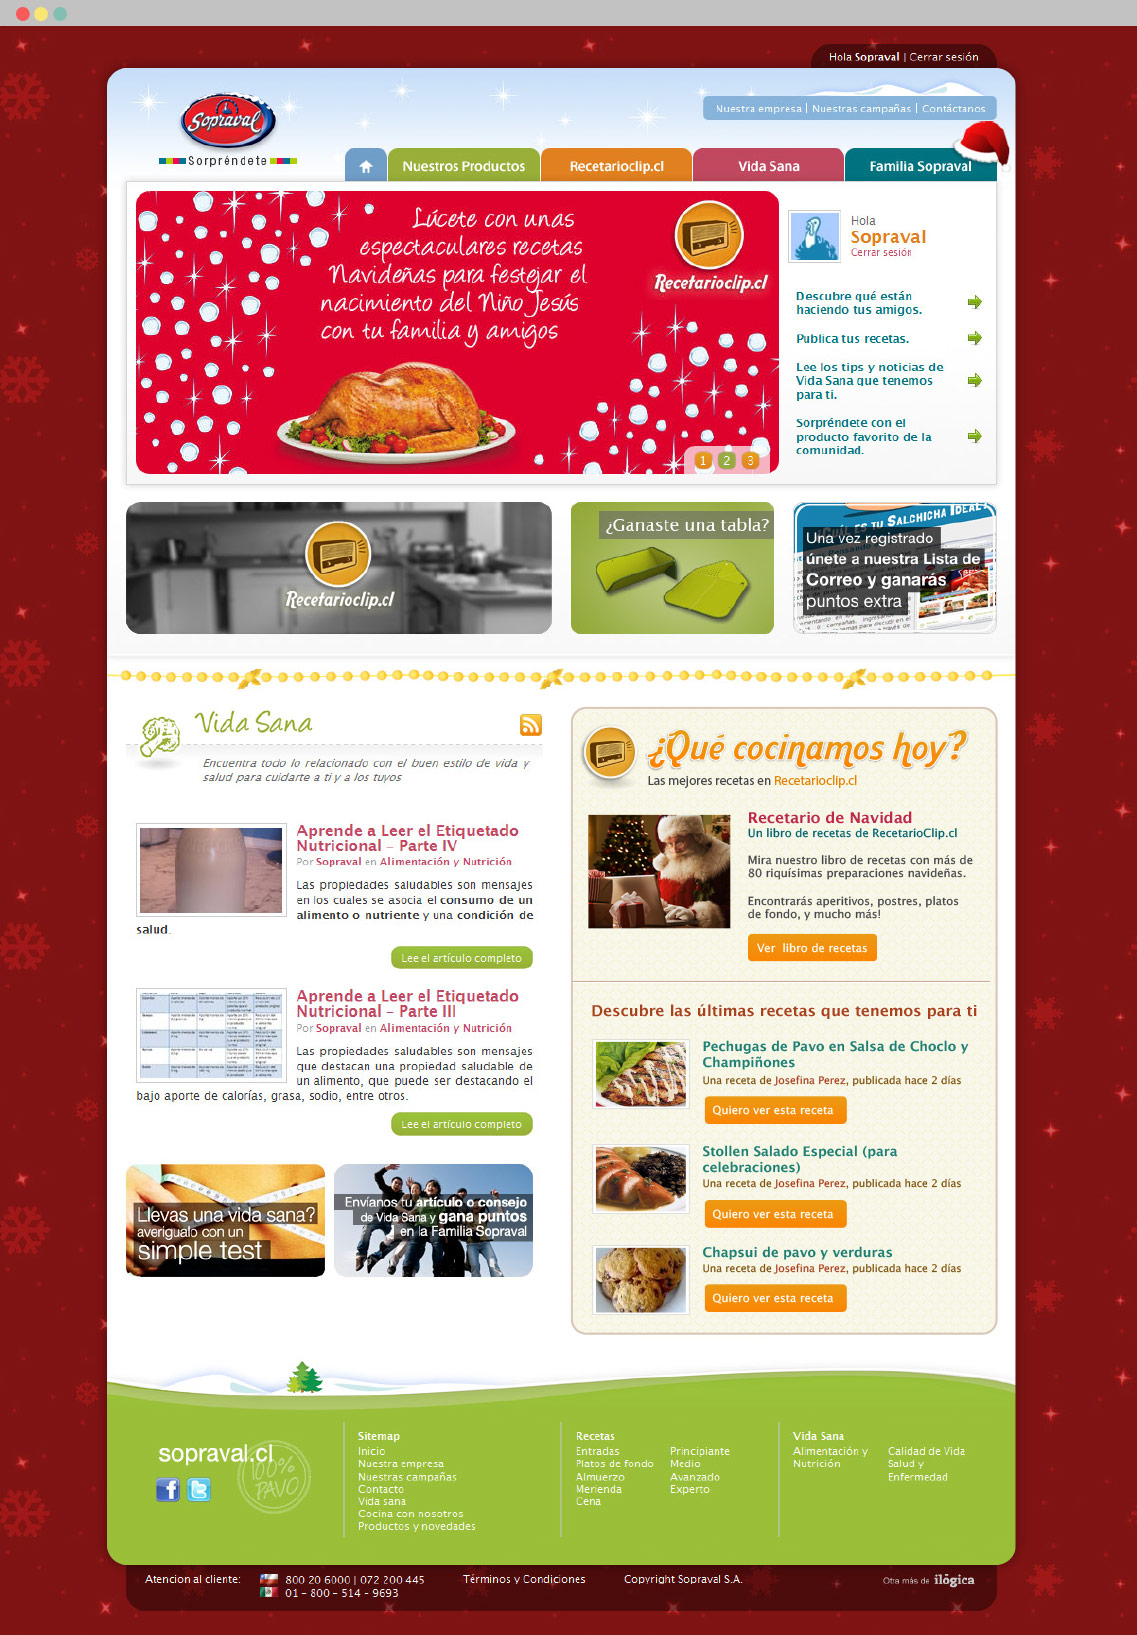 Hola Sopraval | Cerrar sesión
Sopraval
Sorpréndete
Nuestra empresa | Nuestras campañas | Contáctanos
Nuestros Productos
Recetarioclip.cl
Vida Sana
Familia Sopraval
Lúcete con unas
espectaculares recetas
Navideñas para festejar el
nacimiento del Niño Jesús
con tu familia y amigos
Recetarioclip.cl
1 2 3
Hola
Sopraval
Cerrar sesión
Descubre qué están
haciendo tus amigos.
Publica tus recetas.
Lee los tips y noticias de
Vida Sana que tenemos
para ti.
Sorpréndete con el
producto favorito de la
comunidad.
Recetarioclip.cl
¿Ganaste una tabla?
Una vez registrado
únete a nuestra Lista de
Correo y ganarás
puntos extra
Vida Sana
Encuentra todo lo relacionado con el buen estilo de vida y
salud para cuidarte a ti y a los tuyos
Aprende a Leer el Etiquetado
Nutricional – Parte IV
Por Sopraval en Alimentación y Nutrición
Las propiedades saludables son mensajes
en los cuales se asocia el consumo de un
alimento o nutriente y una condición de
salud.
Lee el artículo completo
Aprende a Leer el Etiquetado
Nutricional – Parte III
Por Sopraval en Alimentación y Nutrición
Las propiedades saludables son mensajes
que destacan una propiedad saludable de
un alimento, que puede ser destacando el
bajo aporte de calorías, grasa, sodio, entre otros.
Lee el artículo completo
Llevas una vida sana?
averigualo con un
simple test
Envíanos tu artículo o consejo
de Vida Sana y gana puntos
en la Familia Sopraval
¿Qué cocinamos hoy?
Las mejores recetas en Recetarioclip.cl
Recetario de Navidad
Un libro de recetas de RecetarioClip.cl
Mira nuestro libro de recetas con más de
80 riquísimas preparaciones navideñas.
Encontrarás aperitivos, postres, platos
de fondo, y mucho más!
Ver libro de recetas
Descubre las últimas recetas que tenemos para ti
Pechugas de Pavo en Salsa de Choclo y
Champiñones
Una receta de Josefina Perez, publicada hace 2 días
Quiero ver esta receta
Stollen Salado Especial (para
celebraciones)
Una receta de Josefina Perez, publicada hace 2 días
Quiero ver esta receta
Chapsui de pavo y verduras
Una receta de Josefina Perez, publicada hace 2 días
Quiero ver esta receta
sopraval.cl
100%
PAVO
Sitemap
Inicio
Nuestra empresa
Nuestras campañas
Contacto
Vida sana
Cocina con nosotros
Productos y novedades
Recetas
Entradas
Platos de fondo
Almuerzo
Merienda
Cena
Principiante
Medio
Avanzado
Experto
Vida Sana
Alimentación y
Nutrición
Calidad de Vida
Salud y
Enfermedad
Atencion al cliente:
800 20 6000 | 072 200 445
01 – 800 – 514 – 9693
Términos y Condiciones
Copyright Sopraval S.A.
Otra más de ilógica